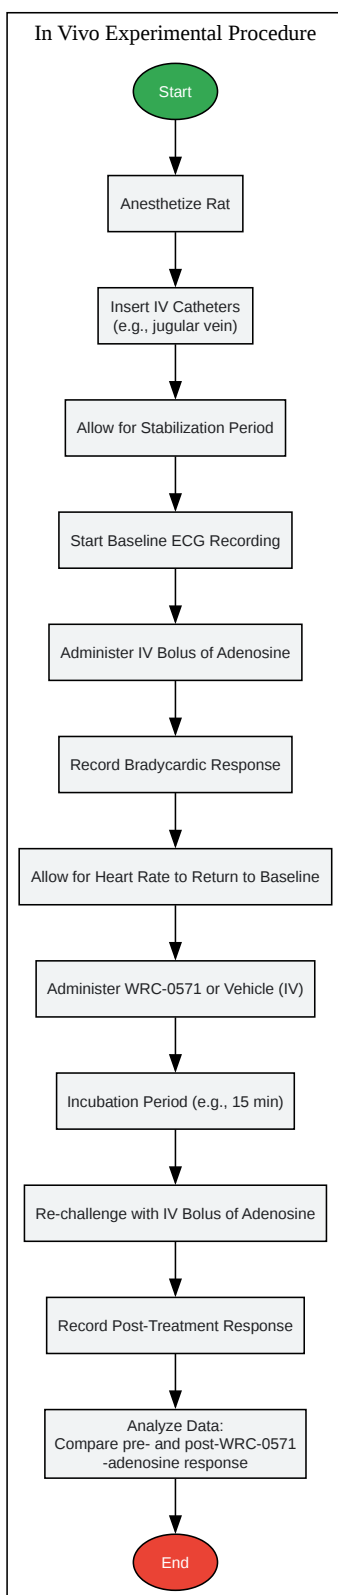 In Vivo Experimental Procedure
Start
Anesthetize Rat
Insert IV Catheters
(e.g., jugular vein)
Allow for Stabilization Period
Start Baseline ECG Recording
Administer IV Bolus of Adenosine
Record Bradycardic Response
Allow for Heart Rate to Return to Baseline
Administer WRC-0571 or Vehicle (IV)
Incubation Period (e.g., 15 min)
Re-challenge with IV Bolus of Adenosine
Record Post-Treatment Response
Analyze Data:
Compare pre- and post-WRC-0571
-adenosine response
End